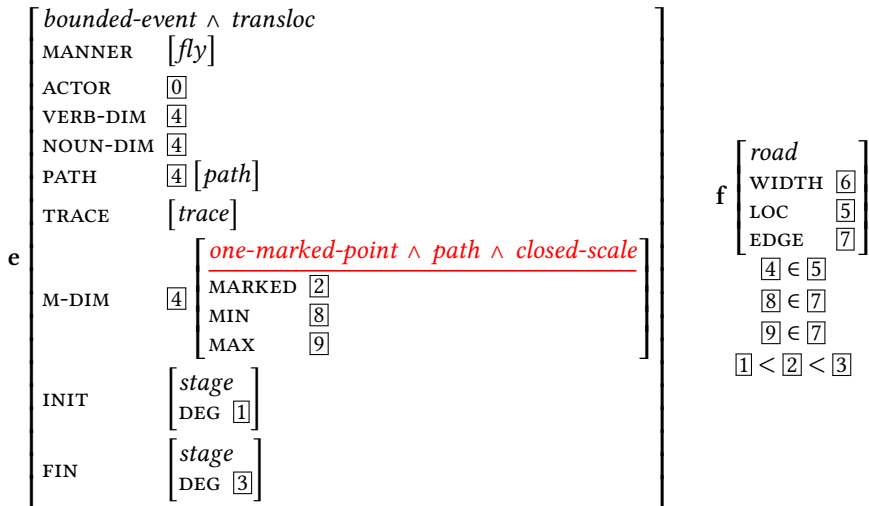 bounded-event ∧ transloc
MANNER [fly]
ACTOR 0
VERB-DIM 4
NOUN-DIM 4
PATH 4 [path]
TRACE [trace]
e
one-marked-point ∧ path ∧ closed-scale
M-DIM 4
MARKED 2
MIN 8
MAX 9
INIT
stage
DEG 1
FIN
stage
DEG 3
f
road
WIDTH 6
LOC 5
EDGE 7
4 ∈ 5
8 ∈ 7
9 ∈ 7
1 < 2 < 3